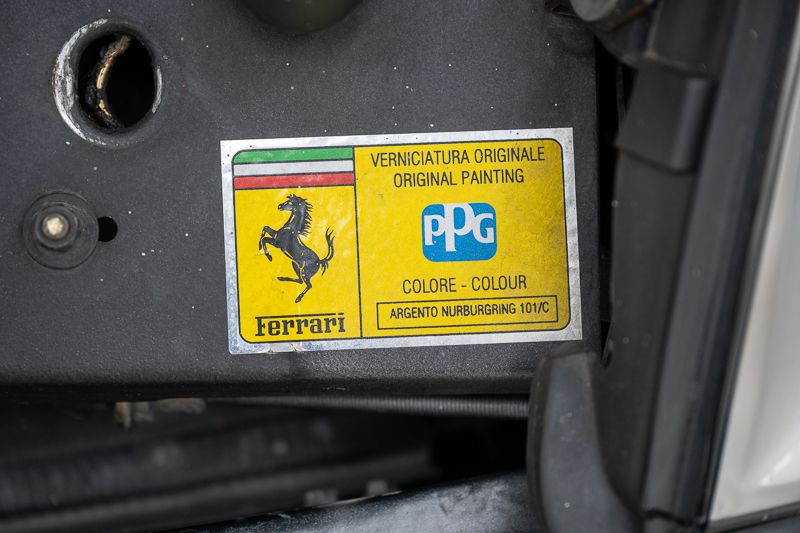 VERNICIATURA ORIGINALE
ORIGINAL PAINTING
PPG
COLORE - COLOUR
ARGENTO NURBURGRING 101/C
Ferrari